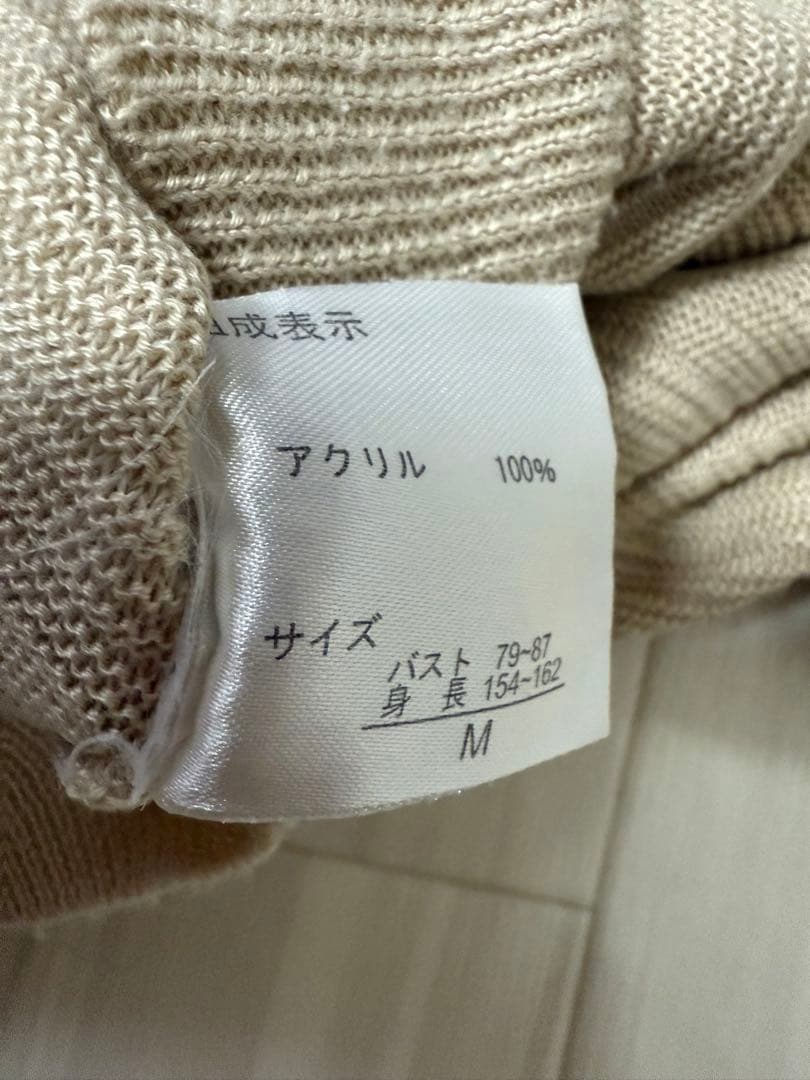 成表示
アクリル 100%
サイズ
バスト 79~87
身長 154~162
M